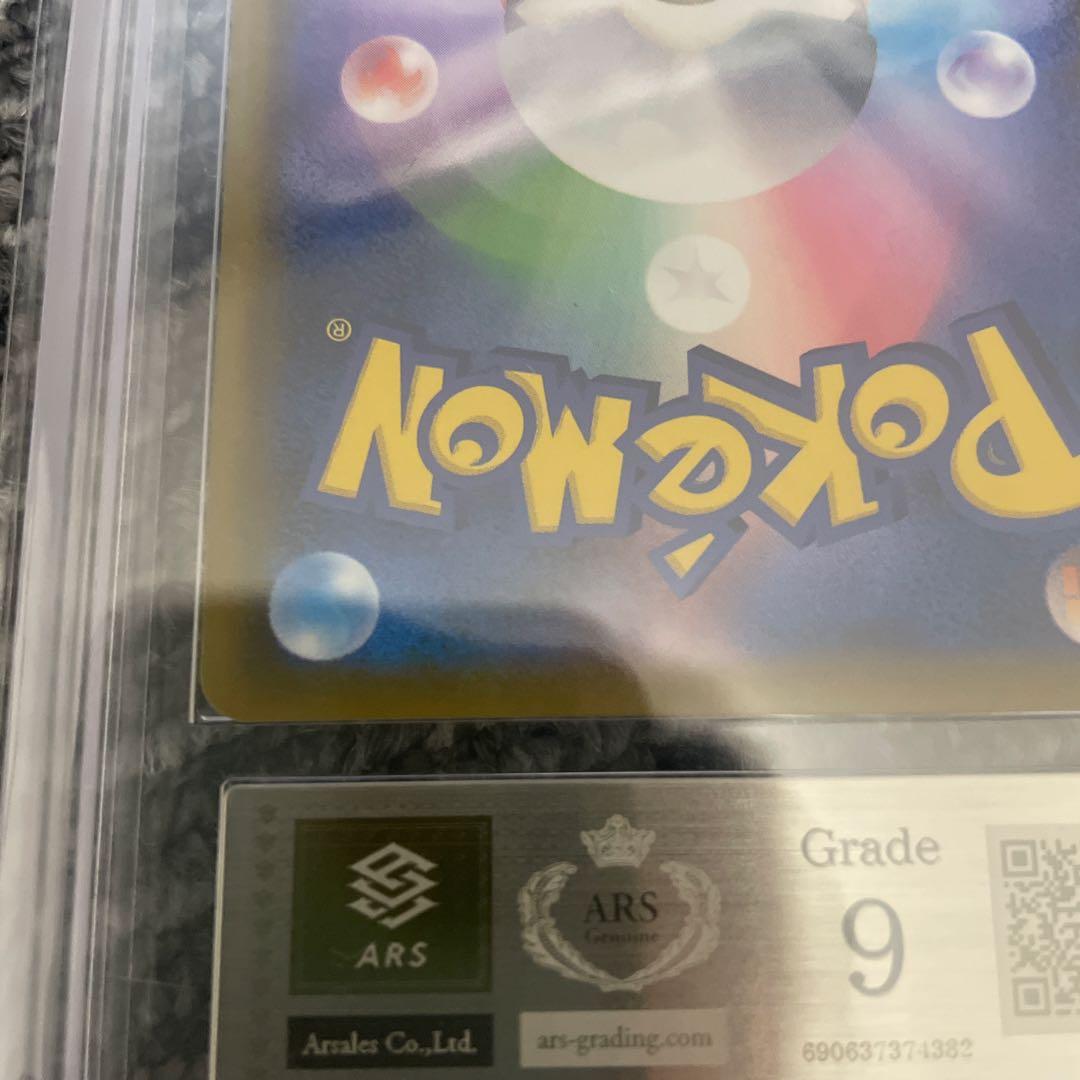 Pokémon®
ARS
ARS
Genuine
Grade
9
Arsales Co.,Ltd.
ars-grading.com
690637374382